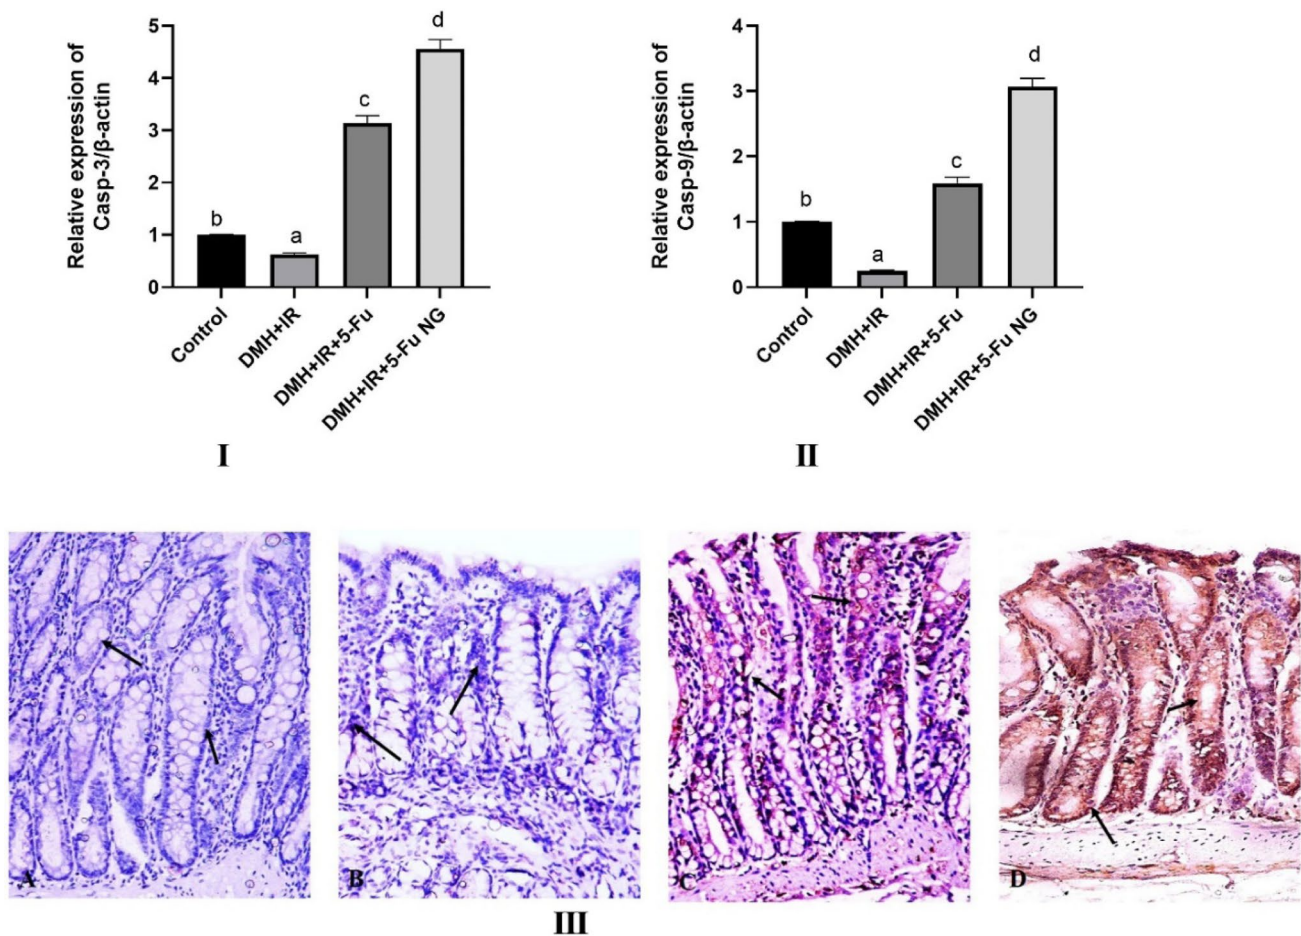 Relative expression of
Casp-3/β-actin
5
4
3
2
1
0
b
a
c
d
Control
DMH+IR
DMH+IR+5-Fu
DMH+IR+5-Fu NG
I
Relative expression of
Casp-9/β-actin
4
3
2
1
0
b
a
c
d
Control
DMH+IR
DMH+IR+5-Fu
DMH+IR+5-Fu NG
II
A
B
C
D
III